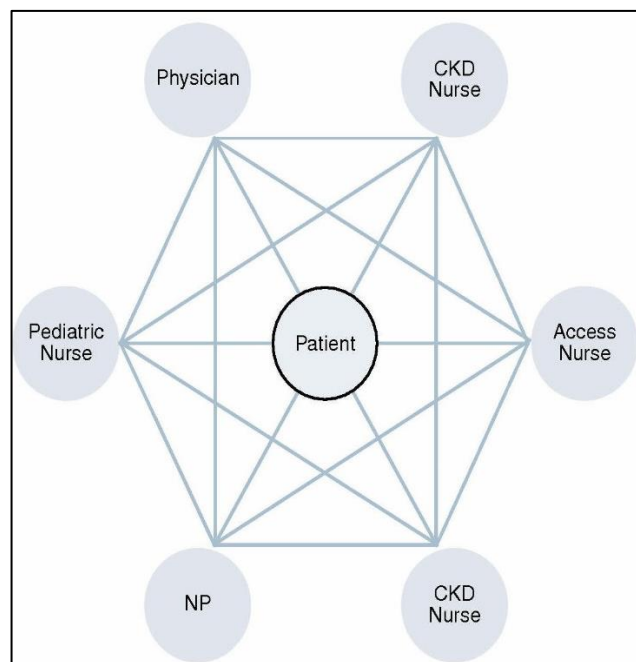 Physician
CKD
Nurse
Pediatric
Nurse
Patient
Access
Nurse
NP
CKD
Nurse